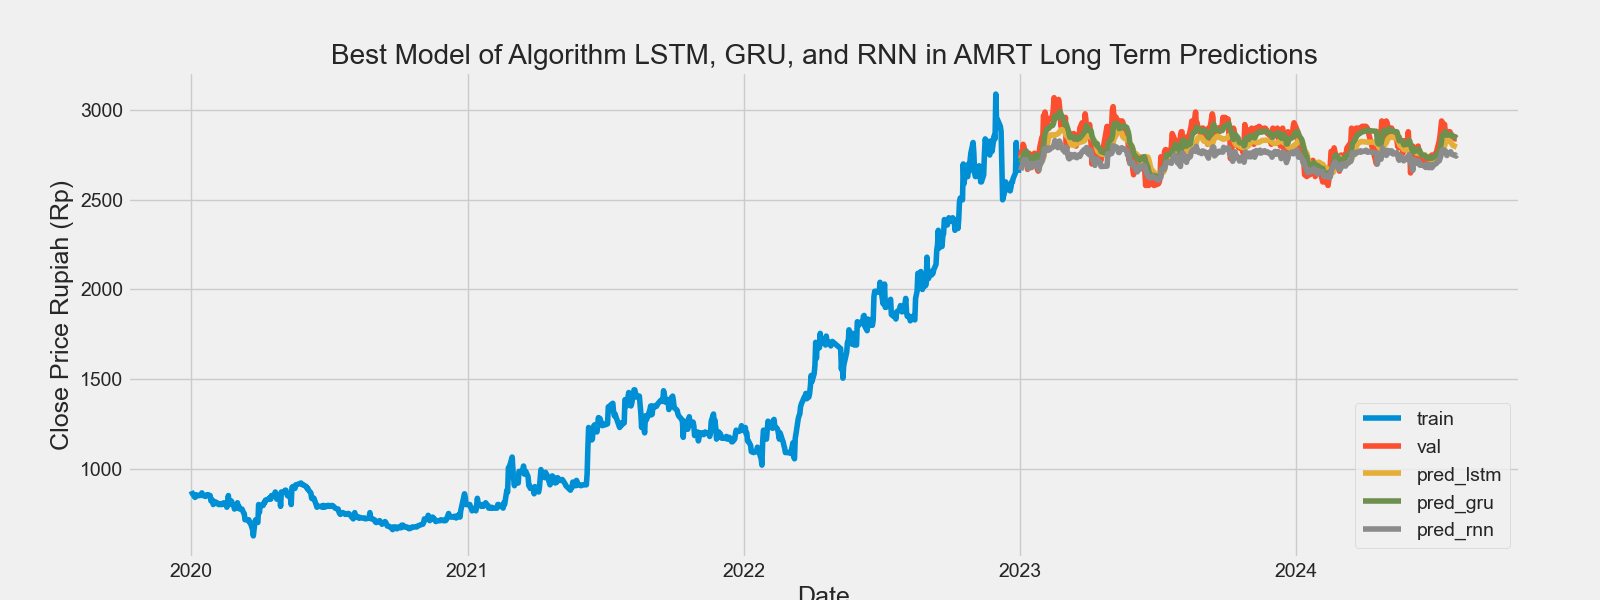 Best Model of Algorithm LSTM, GRU, and RNN in AMRT Long Term Predictions
Close Price Rupiah (Rp)
3000
2500
2000
1500
1000
2020
2021
2022
2023
2024
Date
train
val
pred_lstm
pred_gru
pred_rnn